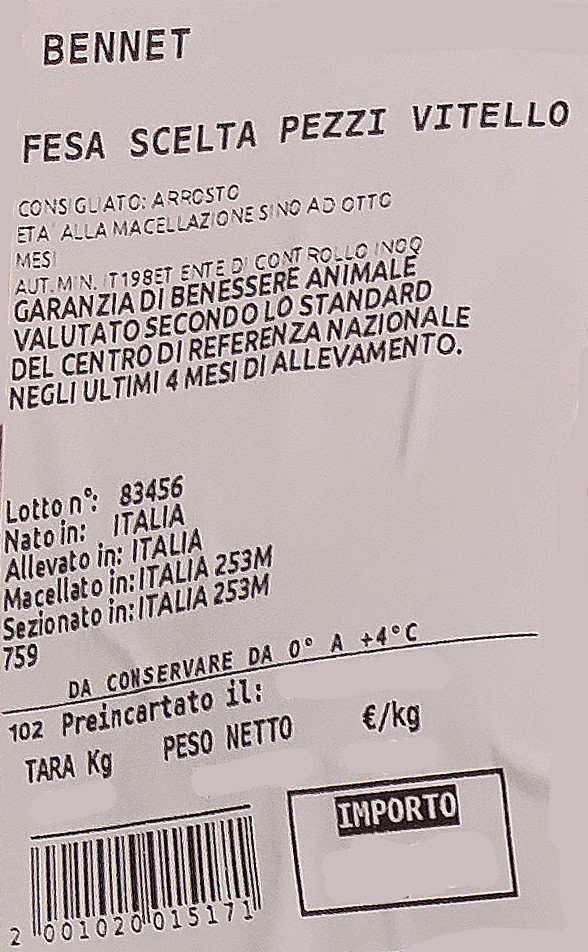 BENNET
FESA SCELTA PEZZI VITELLO
CONSIGLIATO: ARROSTO
ETA' ALLA MACELLAZIONE SINO AD OTTO
MESI
AUT.MIN. IT198ET ENTE DI CONTROLLO INOQ
GARANZIA DI BENESSERE ANIMALE
VALUTATO SECONDO LO STANDARD
DEL CENTRO DI REFERENZA NAZIONALE
NEGLI ULTIMI 4 MESI DI ALLEVAMENTO.
Lotto n°: 83456
Nato in: ITALIA
Allevato in: ITALIA
Macellato in: ITALIA 253M
Sezionato in: ITALIA 253M
759
DA CONSERVARE DA 0° A +4°C
102 Preincartato il:
TARA Kg PESO NETTO €/kg
IMPORTO
2 001020 015171